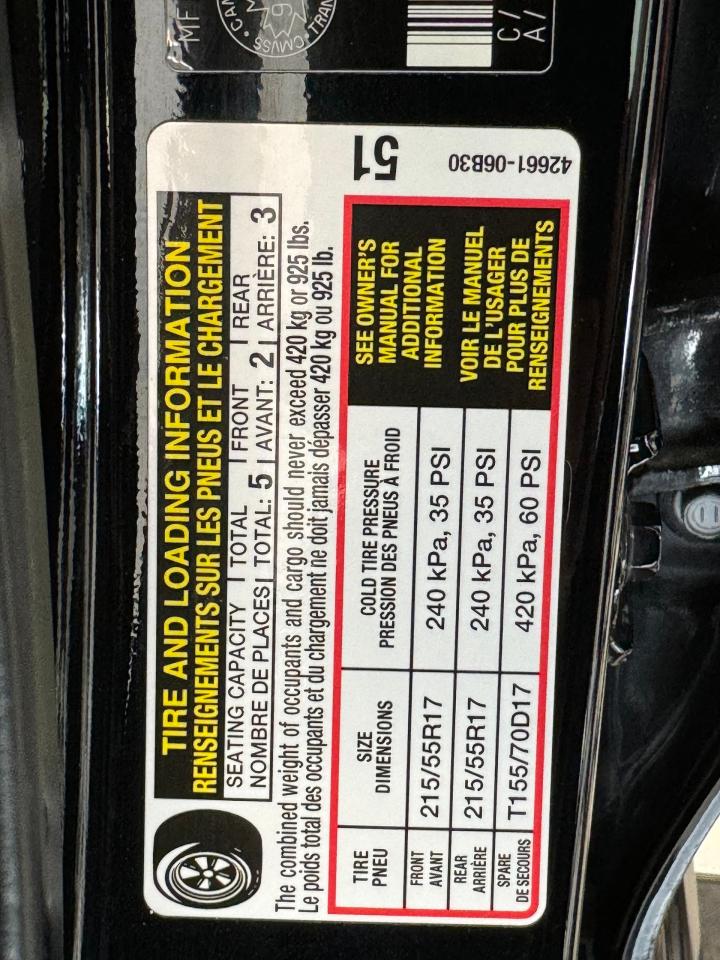 MF
CMVSS
TRAN
C/
A/
TIRE AND LOADING INFORMATION
RENSEIGNEMENTS SUR LES PNEUS ET LE CHARGEMENT
SEATING CAPACITY | TOTAL | FRONT | REAR
NOMBRE DE PLACES | TOTAL: 5 | AVANT: 2 | ARRIÈRE: 3
The combined weight of occupants and cargo should never exceed 420 kg or 925 lbs.
Le poids total des occupants et du chargement ne doit jamais dépasser 420 kg ou 925 lb.
TIRE
PNEU
SIZE
DIMENSIONS
COLD TIRE PRESSURE
PRESSION DES PNEUS À FROID
FRONT
AVANT
215/55R17
240 kPa, 35 PSI
REAR
ARRIÈRE
215/55R17
240 kPa, 35 PSI
SPARE
DE SECOURS
T155/70D17
420 kPa, 60 PSI
SEE OWNER'S
MANUAL FOR
ADDITIONAL
INFORMATION
VOIR LE MANUEL
DE L'USAGER
POUR PLUS DE
RENSEIGNEMENTS
51
42661-06B30